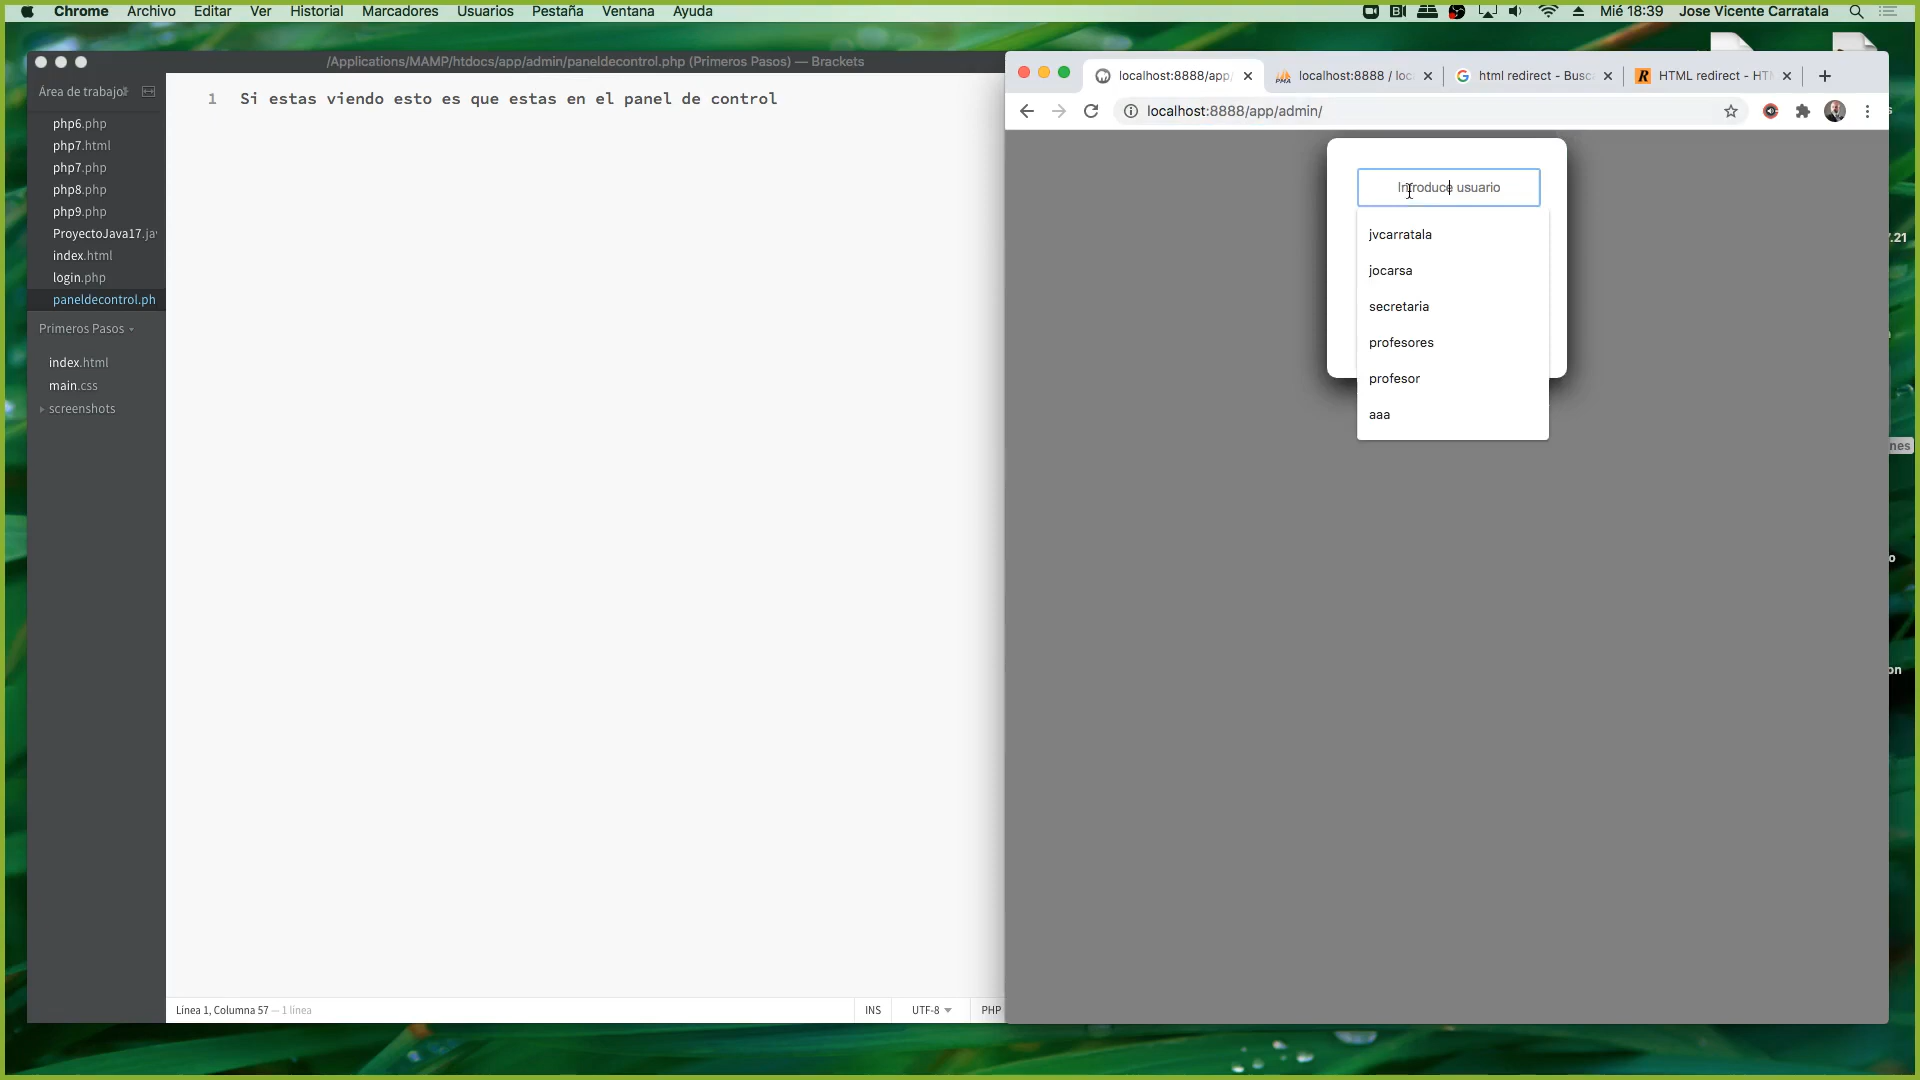 Chrome Archivo Editar Ver Historial Marcadores Usuarios Pestaña Ventana Ayuda Mié 18:39 Jose Vicente Carratala
/Applications/MAMP/htdocs/app/admin/paneldecontrol.php (Primeros Pasos) — Brackets
Área de trabajo
php6.php
php7.html
php7.php
php8.php
php9.php
ProyectoJava17.jav
index.html
login.php
paneldecontrol.ph
Primeros Pasos
index.html
main.css
screenshots
1 Si estas viendo esto es que estas en el panel de control
Línea 1, Columna 57 — 1 línea INS UTF-8 PHP
localhost:8888/app/ localhost:8888 / loc html redirect - Busc R HTML redirect - HT
localhost:8888/app/admin/
Introduce usuario
jvcarratala
jocarsa
secretaria
profesores
profesor
aaa
.21
nes